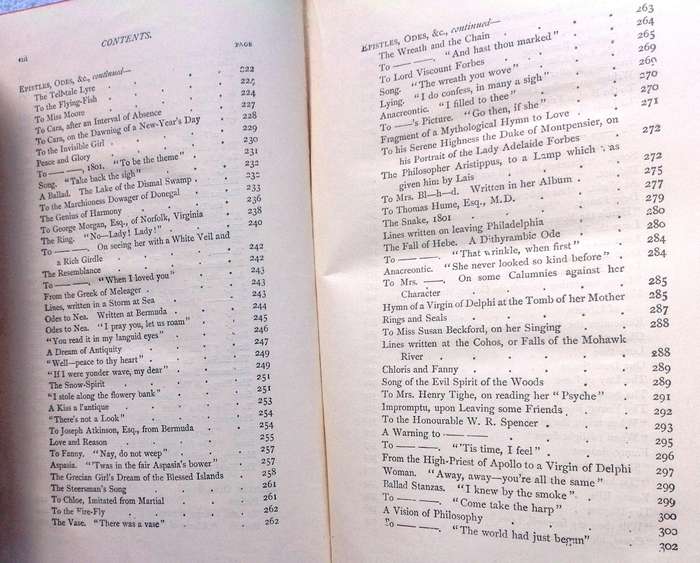 viii CONTENTS.
PAGE
EPISTLES, ODES, &c., continued—
The Telltale Lyre 222
To the Flying-Fish 224
To Miss Moore 224
To Cara, after an Interval of Absence 227
To Cara, on the Dawning of a New-Year's Day 228
To the Invisible Girl 229
Peace and Glory 230
To — —, 1801. "To be the theme" 231
Song. "Take back the sigh" 232
A Ballad. The Lake of the Dismal Swamp 232
To the Marchioness Dowager of Donegal 233
The Genius of Harmony 236
To George Morgan, Esq., of Norfolk, Virginia 238
The Ring. "No—Lady! Lady!" 240
To — —. On seeing her with a White Veil and
a Rich Girdle 242
The Resemblance 242
To — —. "When I loved you" 243
From the Greek of Meleager 243
Lines, written in a Storm at Sea 243
Odes to Nea. Written at Bermuda
Odes to Nea. "I pray you, let us roam" 245
"You read it in my languid eyes" 246
A Dream of Antiquity 247
"Well—peace to thy heart" 249
"If I were yonder wave, my dear" 249
The Snow-Spirit 251
"I stole along the flowery bank" 251
A Kiss a l'antique 253
"There's not a Look" 254
To Joseph Atkinson, Esq., from Bermuda 254
Love and Reason 255
To Fanny. "Nay, do not weep" 257
Aspasia. "'Twas in the fair Aspasia's bower" 257
The Grecian Girl's Dream of the Blessed Islands 258
The Steersman's Song 261
To Chloe, Imitated from Martial 261
To the Fire-Fly 262
The Vase. "There was a vase" 262
EPISTLES, ODES, &c., continued—
The Wreath and the Chain 263
To — —. "And hast thou marked" 264
To Lord Viscount Forbes 265
Song. "The wreath you wove" 269
Lying. "I do confess, in many a sigh" 269
Anacreontic. "I filled to thee" 270
To —'s Picture. "Go then, if she" 270
Fragment of a Mythological Hymn to Love 271
To his Serene Highness the Duke of Montpensier, on
his Portrait of the Lady Adelaide Forbes 272
The Philosopher Aristippus, to a Lamp which was
given him by Lais 272
To Mrs. Bl—h—d. Written in her Album 275
To Thomas Hume, Esq., M.D. 277
The Snake, 1801 279
Lines written on leaving Philadelphia 280
The Fall of Hebe. A Dithyrambic Ode 280
To — —. "That wrinkle, when first" 284
Anacreontic. "She never looked so kind before" 284
To Mrs. —. On some Calumnies against her
Character 285
Hymn of a Virgin of Delphi at the Tomb of her Mother 285
Rings and Seals 287
To Miss Susan Beckford, on her Singing 288
Lines written at the Cohos, or Falls of the Mohawk
River 288
Chloris and Fanny 289
Song of the Evil Spirit of the Woods 289
To Mrs. Henry Tighe, on reading her "Psyche" 291
Impromptu, upon Leaving some Friends 292
To the Honourable W. R. Spencer 293
A Warning to — — 295
To — —. "'Tis time, I feel" 296
From the High-Priest of Apollo to a Virgin of Delphi 297
Woman. "Away, away—you're all the same" 299
Ballad Stanzas. "I knew by the smoke" 299
To — —. "Come take the harp" 300
A Vision of Philosophy 300
To — —. "The world had just begun" 302